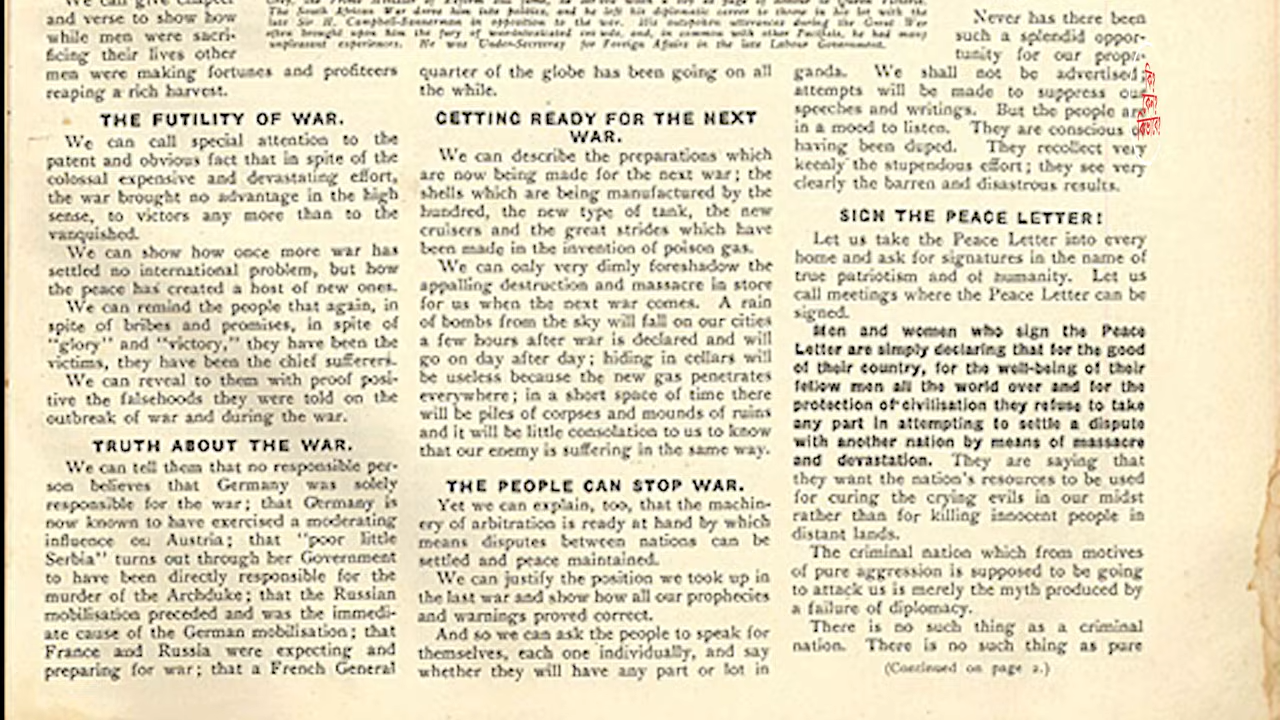 We can give chapter
and verse to show how
while men were sacri-
ficing their lives other
men were making fortunes and profiteers
reaping a rich harvest.
THE FUTILITY OF WAR.
We can call special attention to the
patent and obvious fact that in spite of the
colossal expensive and devastating effort,
the war brought no advantage in the high
sense, to victors any more than to the
vanquished.
We can show how once more war has
settled no international problem, but how
the peace has created a host of new ones.
We can remind the people that again, in
spite of bribes and promises, in spite of
"glory" and "victory," they have been the
victims, they have been the chief sufferers.
We can reveal to them with proof posi-
tive the falsehoods they were told on the
outbreak of war and during the war.
TRUTH ABOUT THE WAR.
We can tell them that no responsible per-
son believes that Germany was solely
responsible for the war; that Germany is
now known to have exercised a moderating
influence on Austria; that "poor little
Serbia" turns out through her Government
to have been directly responsible for the
murder of the Archduke; that the Russian
mobilisation preceded and was the immedi-
ate cause of the German mobilisation; that
France and Russia were expecting and
preparing for war; that a French General
The South African War drove him into politics, and he left his diplomatic career to throw in his lot with the
late Sir H. Campbell-Bannerman in opposition to the war. His outspoken utterances during the Great War
often brought upon him the fury of war-intoxicated crowds, and, in common with other Pacifists, he had many
unpleasant experiences. He was Under-Secretary for Foreign Affairs in the late Labour Government.
quarter of the globe has been going on all
the while.
GETTING READY FOR THE NEXT
WAR.
We can describe the preparations which
are now being made for the next war; the
shells which are being manufactured by the
hundred, the new type of tank, the new
cruisers and the great strides which have
been made in the invention of poison gas.
We can only very dimly foreshadow the
appalling destruction and massacre in store
for us when the next war comes. A rain
of bombs from the sky will fall on our cities
a few hours after war is declared and will
go on day after day; hiding in cellars will
be useless because the new gas penetrates
everywhere; in a short space of time there
will be piles of corpses and mounds of ruins
and it will be little consolation to us to know
that our enemy is suffering in the same way.
THE PEOPLE CAN STOP WAR.
Yet we can explain, too, that the machin-
ery of arbitration is ready at hand by which
means disputes between nations can be
settled and peace maintained.
We can justify the position we took up in
the last war and show how all our prophecies
and warnings proved correct.
And so we can ask the people to speak for
themselves, each one individually, and say
whether they will have any part or lot in
Never has there been
such a splendid oppor-
tunity for our propa-
ganda. We shall not be advertised;
attempts will be made to suppress our
speeches and writings. But the people are
in a mood to listen. They are conscious of
having been duped. They recollect very
keenly the stupendous effort; they see very
clearly the barren and disastrous results.
SIGN THE PEACE LETTER!
Let us take the Peace Letter into every
home and ask for signatures in the name of
true patriotism and of humanity. Let us
call meetings where the Peace Letter can be
signed.
Men and women who sign the Peace
Letter are simply declaring that for the good
of their country, for the well-being of their
fellow men all the world over and for the
protection of civilisation they refuse to take
any part in attempting to settle a dispute
with another nation by means of massacre
and devastation. They are saying that
they want the nation's resources to be used
for curing the crying evils in our midst
rather than for killing innocent people in
distant lands.
The criminal nation which from motives
of pure aggression is supposed to be going
to attack us is merely the myth produced by
a failure of diplomacy.
There is no such thing as a criminal
nation. There is no such thing as pure
(Continued on page 2.)